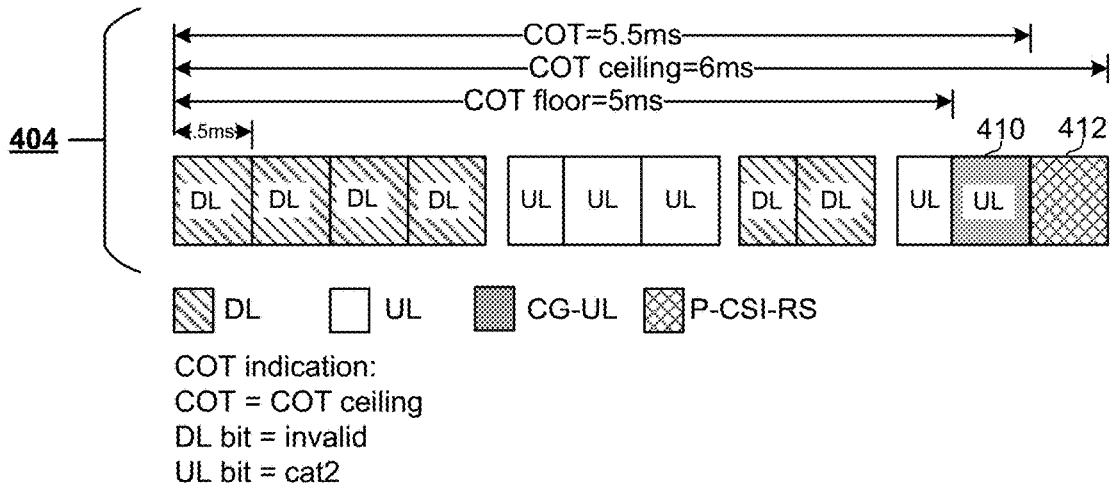 COT=5.5ms
COT ceiling=6ms
COT floor=5ms
404
.5ms
410 412
DL DL DL DL UL UL UL DL DL UL UL
DL UL CG-UL P-CSI-RS
COT indication:
COT = COT ceiling
DL bit = invalid
UL bit = cat2